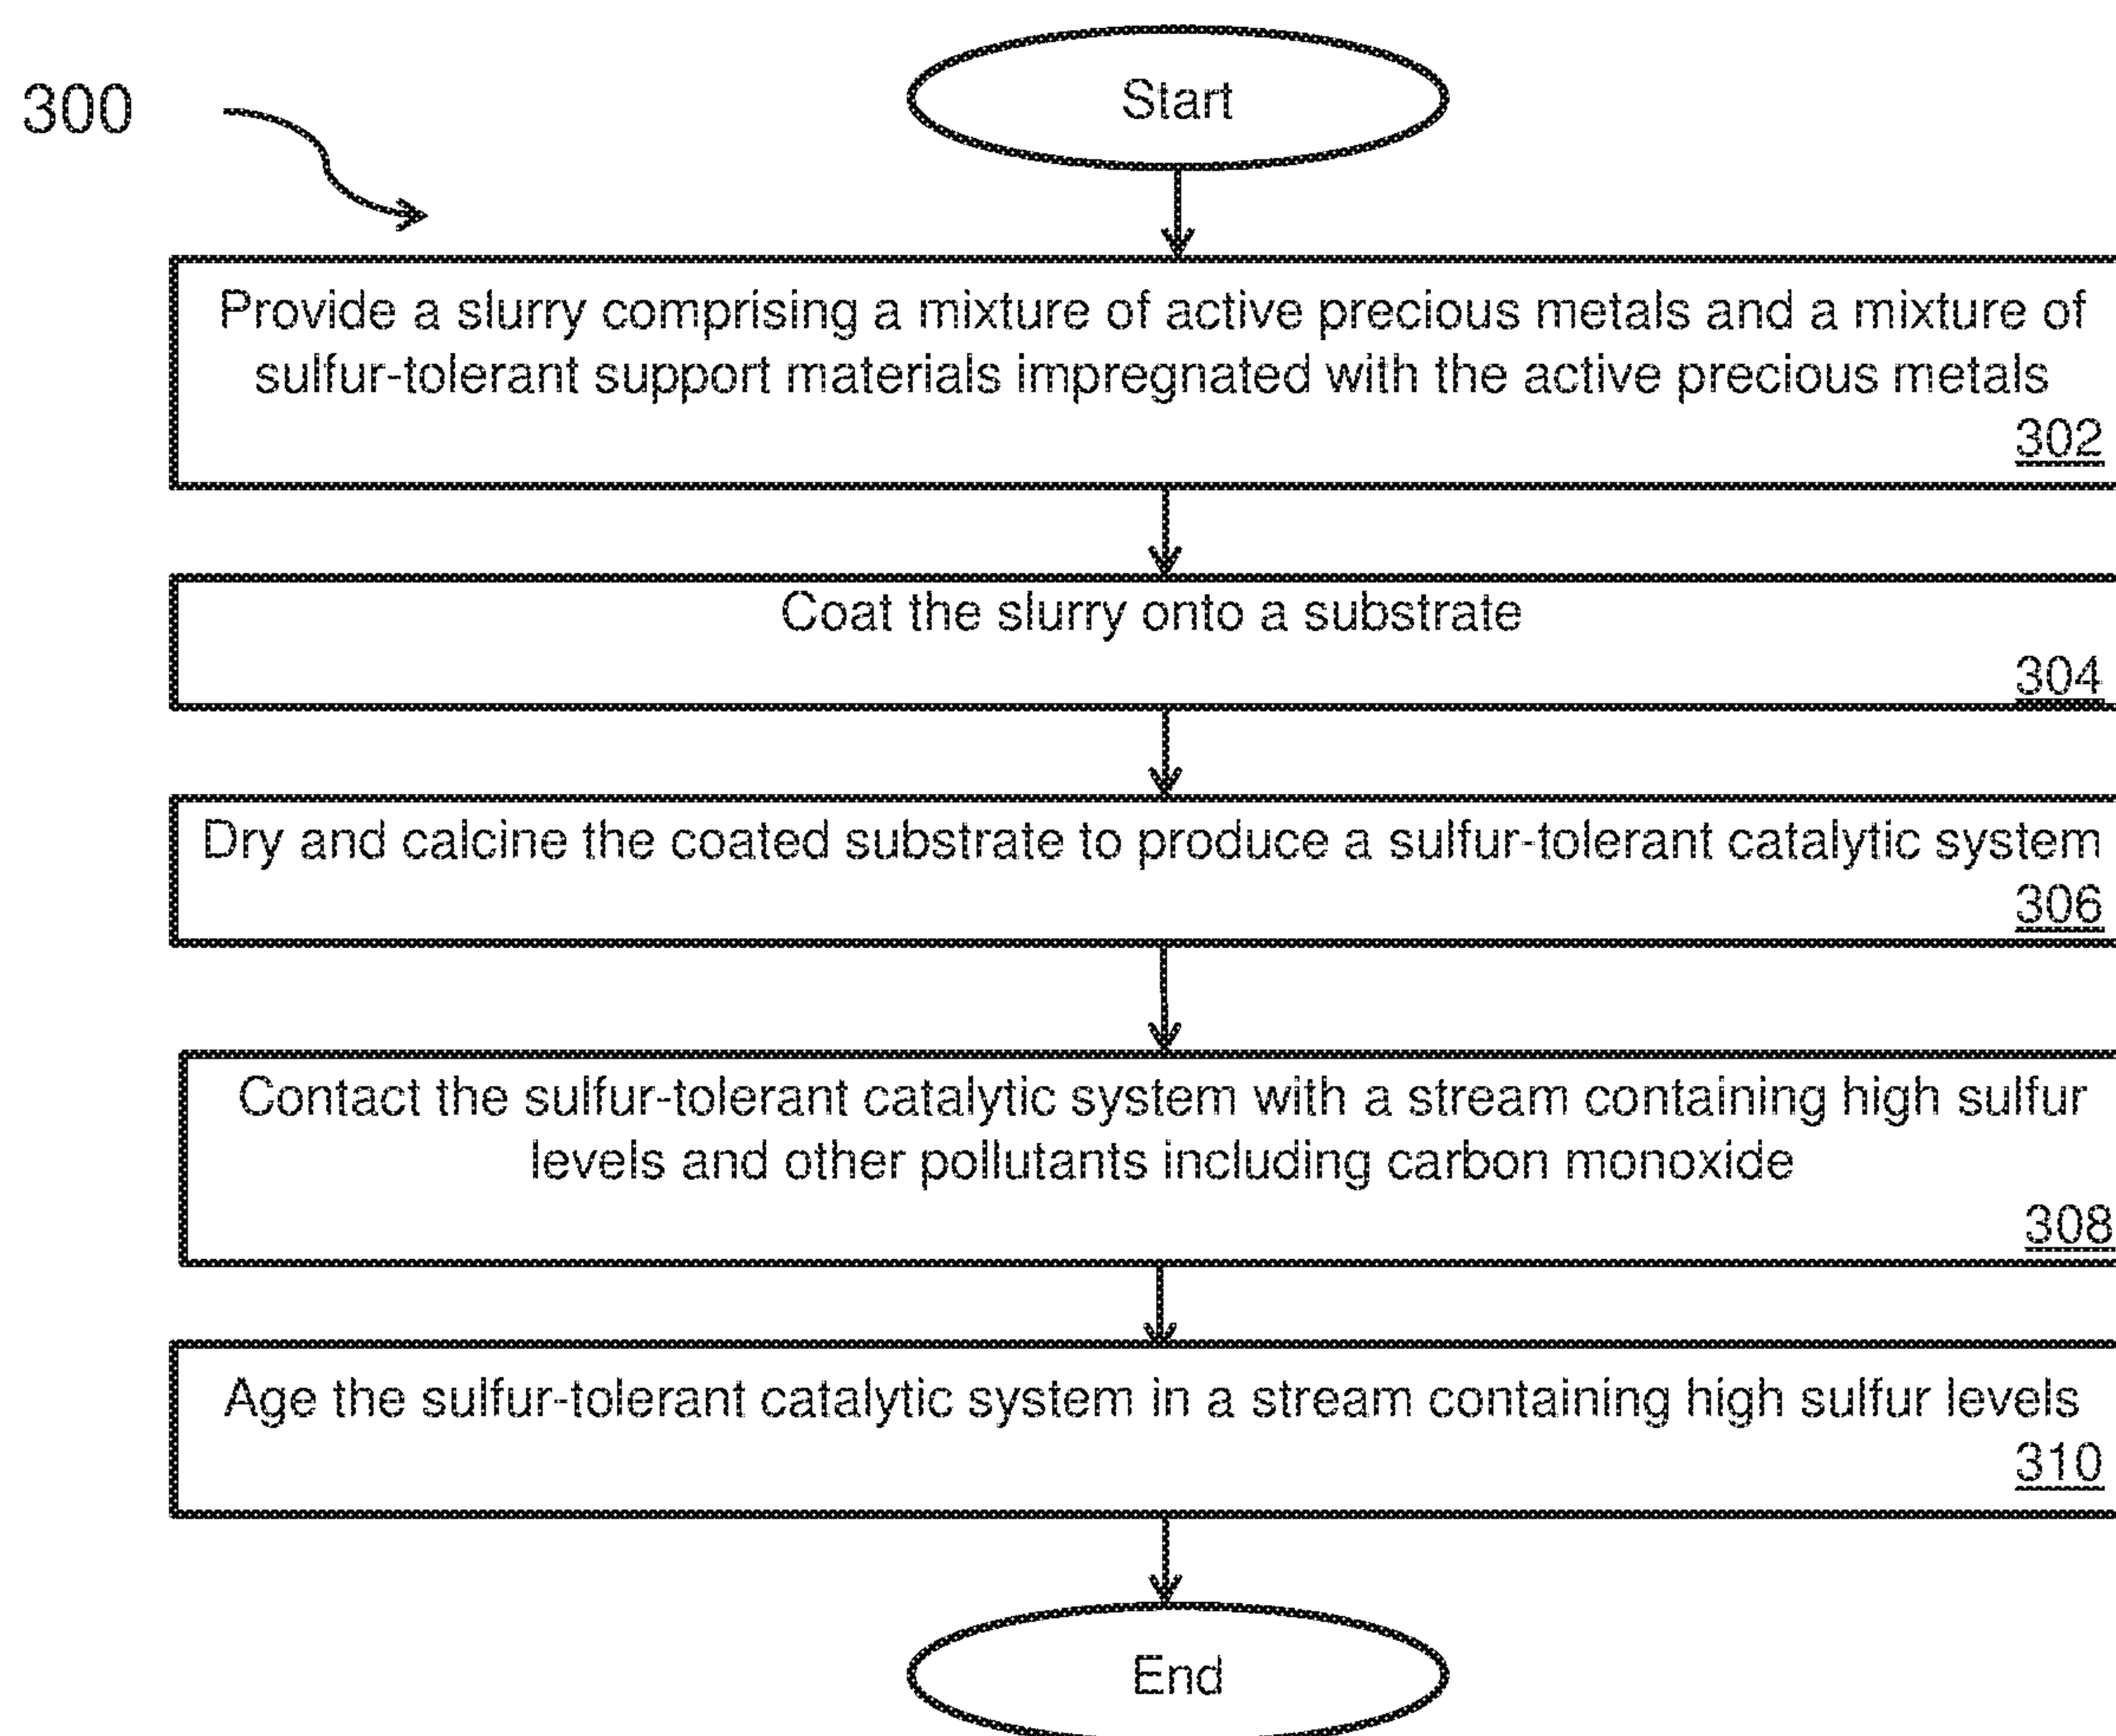 300
Start
Provide a slurry comprising a mixture of active precious metals and a mixture of
sulfur-tolerant support materials impregnated with the active precious metals
302
Coat the slurry onto a substrate
304
Dry and calcine the coated substrate to produce a sulfur-tolerant catalytic system
306
Contact the sulfur-tolerant catalytic system with a stream containing high sulfur
levels and other pollutants including carbon monoxide
308
Age the sulfur-tolerant catalytic system in a stream containing high sulfur levels
310
End